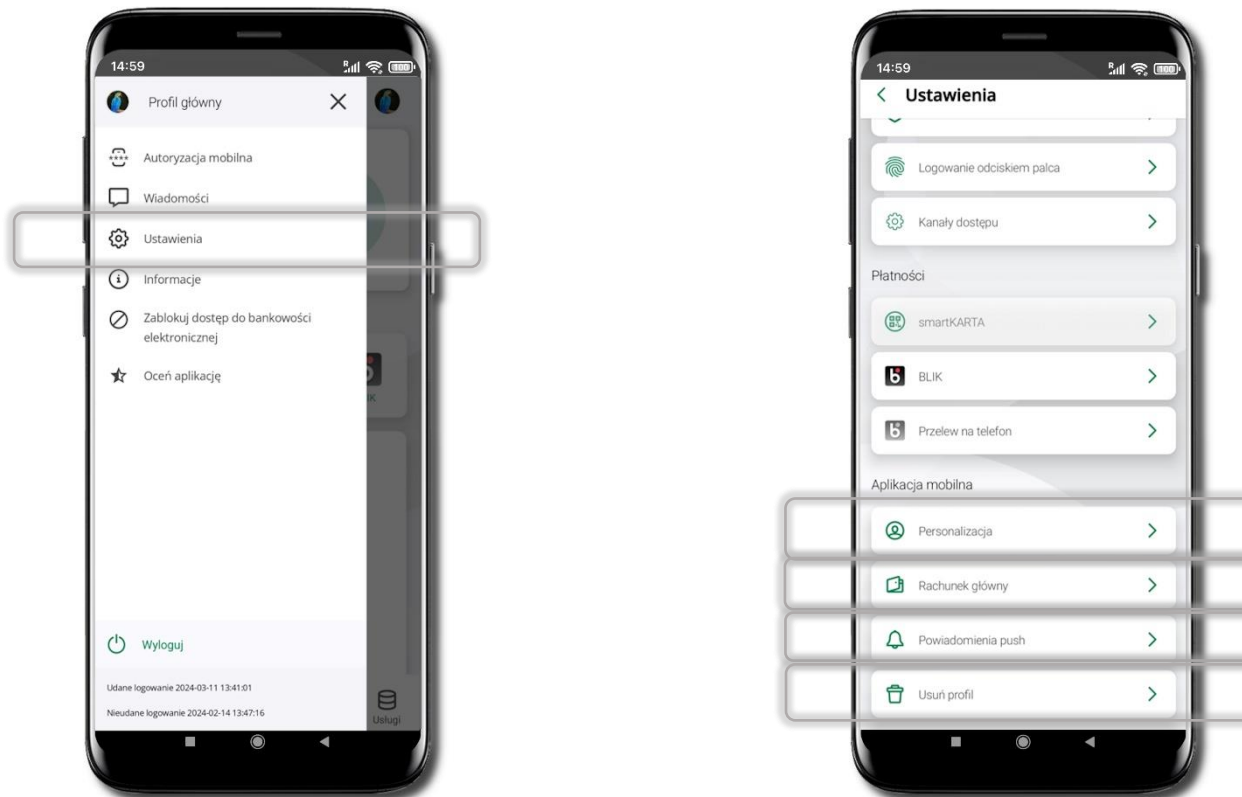 14:59
Profil główny
Autoryzacja mobilna
Wiadomości
Ustawienia
Informacje
Zablokuj dostęp do bankowości
elektronicznej
Oceń aplikację
Wyloguj
Udane logowanie 2024-03-11 13:41:01
Nieudane logowanie 2024-02-14 13:47:16
Usługi
14:59
Ustawienia
Logowanie odciskiem palca
Kanały dostępu
Płatności
smartKARTA
BLIK
Przelew na telefon
Aplikacja mobilna
Personalizacja
Rachunek główny
Powiadomienia push
Usuń profil